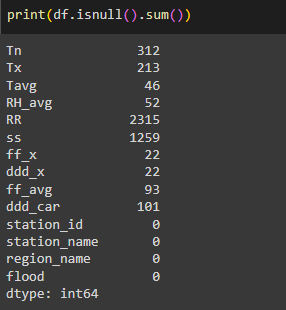 print(df.isnull().sum())
Tn 312
Tx 213
Tavg 46
RH_avg 52
RR 2315
ss 1259
ff_x 22
ddd_x 22
ff_avg 93
ddd_car 101
station_id 0
station_name 0
region_name 0
flood 0
dtype: int64